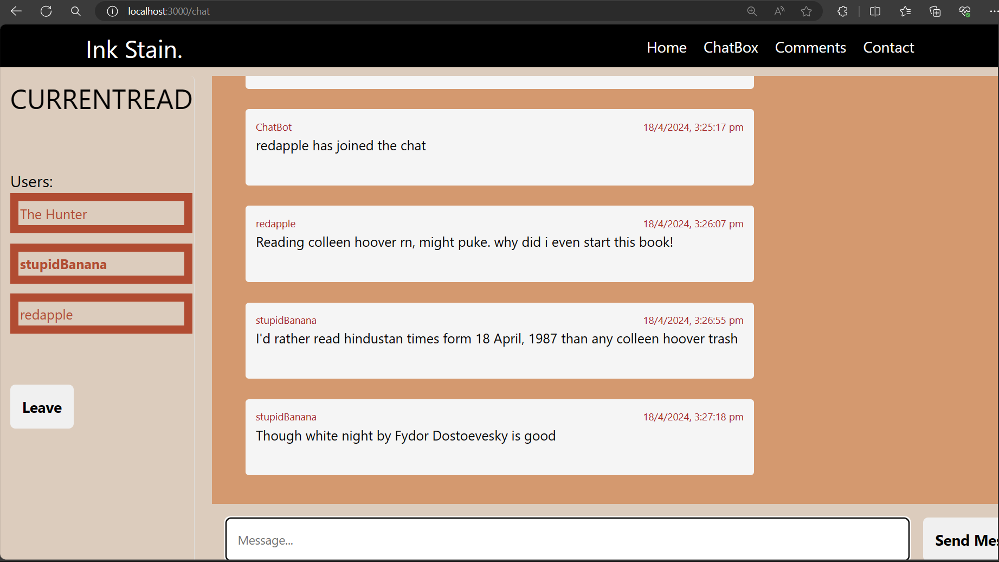 localhost:3000/chat
Ink Stain.
Home ChatBox Comments Contact
CURRENTREAD
Users:
The Hunter
stupidBanana
redapple
Leave
ChatBot 18/4/2024, 3:25:17 pm
redapple has joined the chat
redapple 18/4/2024, 3:26:07 pm
Reading colleen hoover rn, might puke. why did i even start this book!
stupidBanana 18/4/2024, 3:26:55 pm
I'd rather read hindustan times form 18 April, 1987 than any colleen hoover trash
stupidBanana 18/4/2024, 3:27:18 pm
Though white night by Fydor Dostoevesky is good
Message...
Send Mes